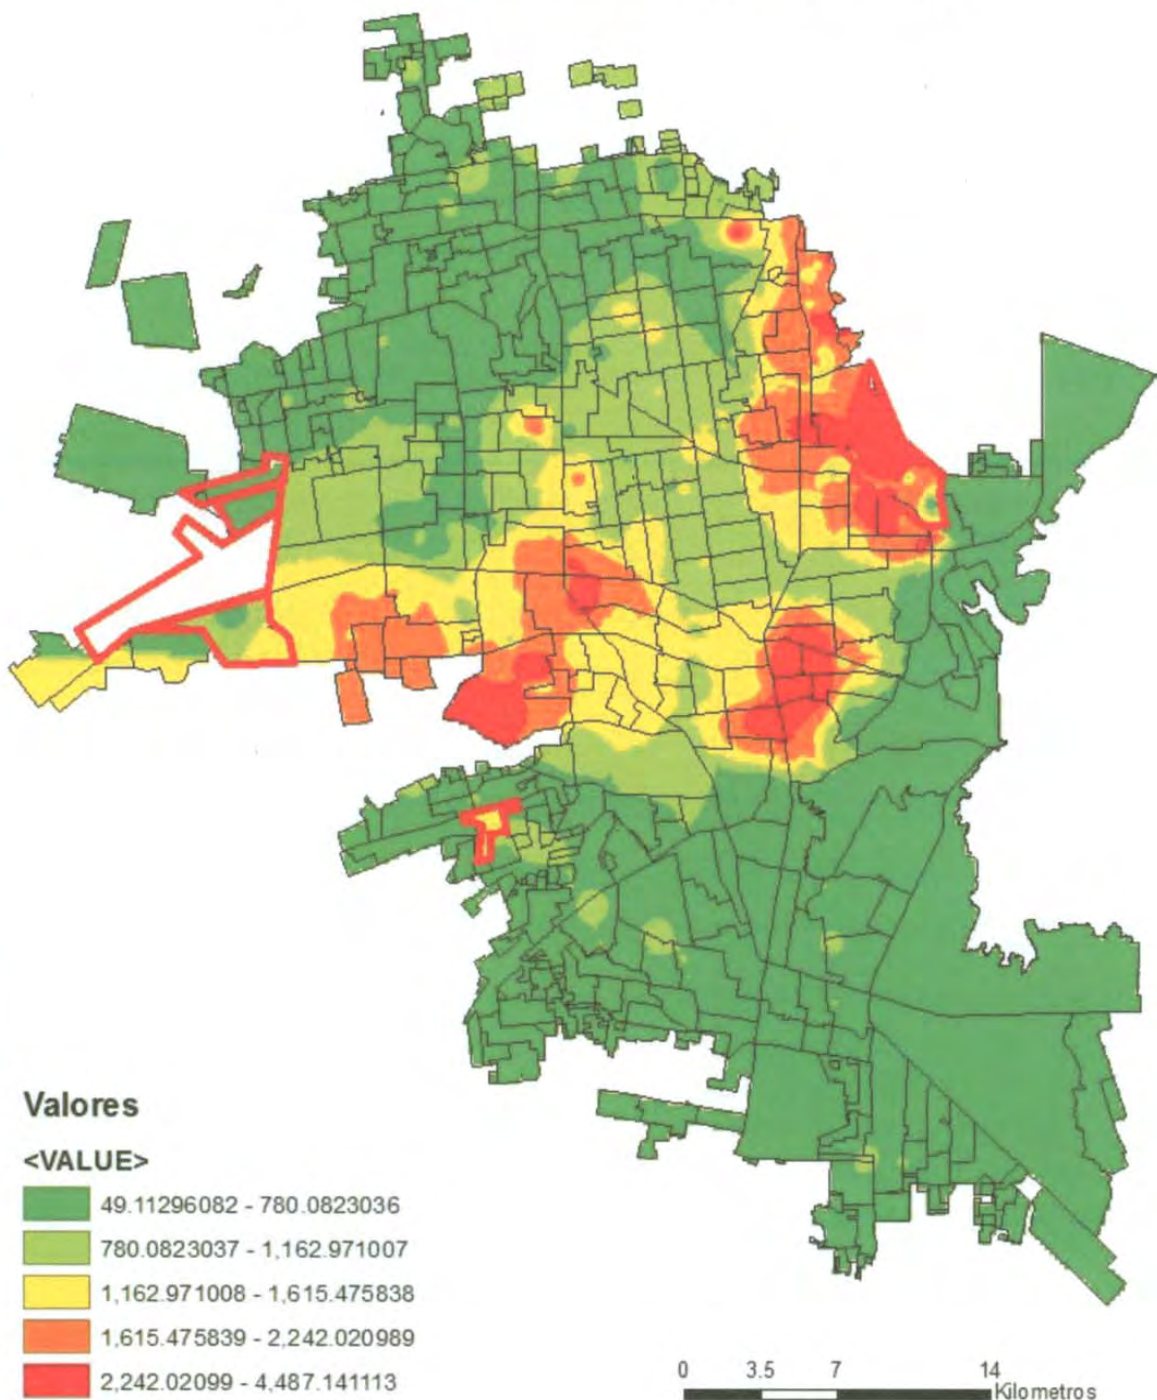 Valores
<VALUE>
49.11296082 - 780.0823036
780.0823037 - 1,162.971007
1,162.971008 - 1,615.475838
1,615.475839 - 2,242.020989
2,242.02099 - 4,487.141113
0 3.5 7 14
Kilometros